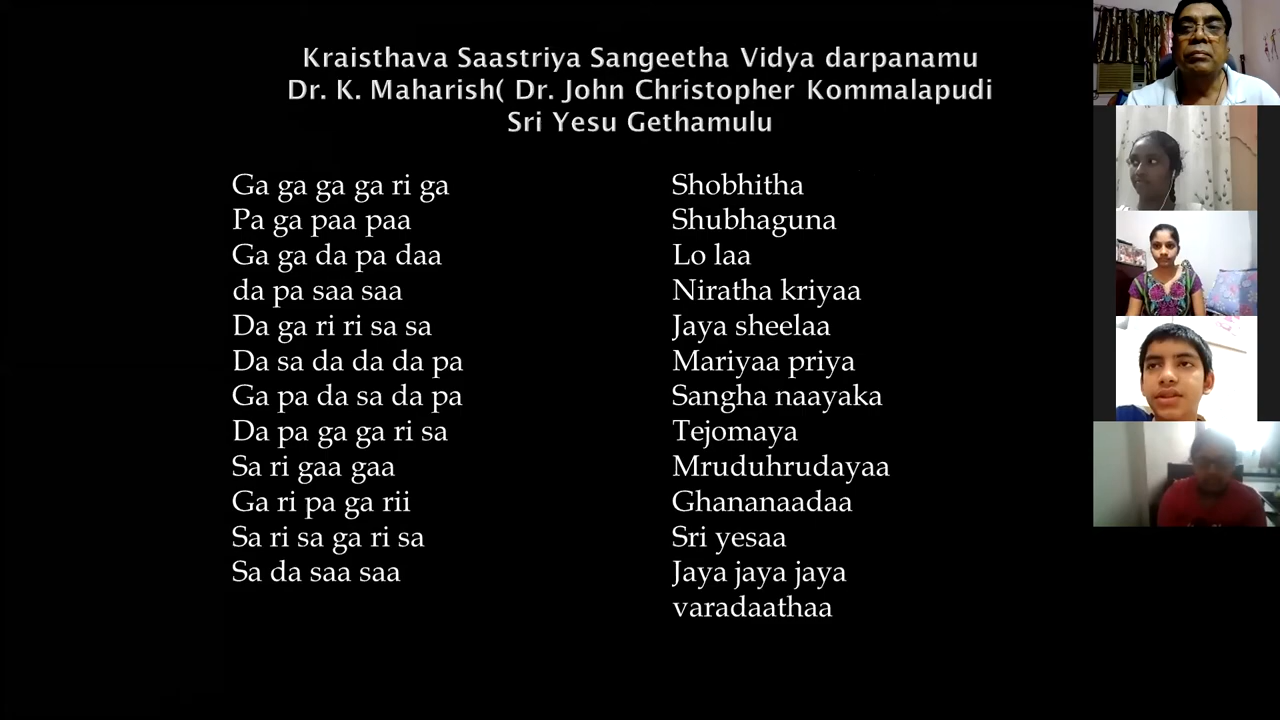 Kraisthava Saastriya Sangeetha Vidya darpanamu
Dr. K. Maharish( Dr. John Christopher Kommalapudi
Sri Yesu Gethamulu
Ga ga ga ga ri ga
Pa ga paa paa
Ga ga da pa daa
da pa saa saa
Da ga ri ri sa sa
Da sa da da da pa
Ga pa da sa da pa
Da pa ga ga ri sa
Sa ri gaa gaa
Ga ri pa ga rii
Sa ri sa ga ri sa
Sa da saa saa
Shobhitha
Shubhaguna
Lo laa
Niratha kriyaa
Jaya sheelaa
Mariyaa priya
Sangha naayaka
Tejomaya
Mruduhrudayaa
Ghananaadaa
Sri yesaa
Jaya jaya jaya
varadaathaa